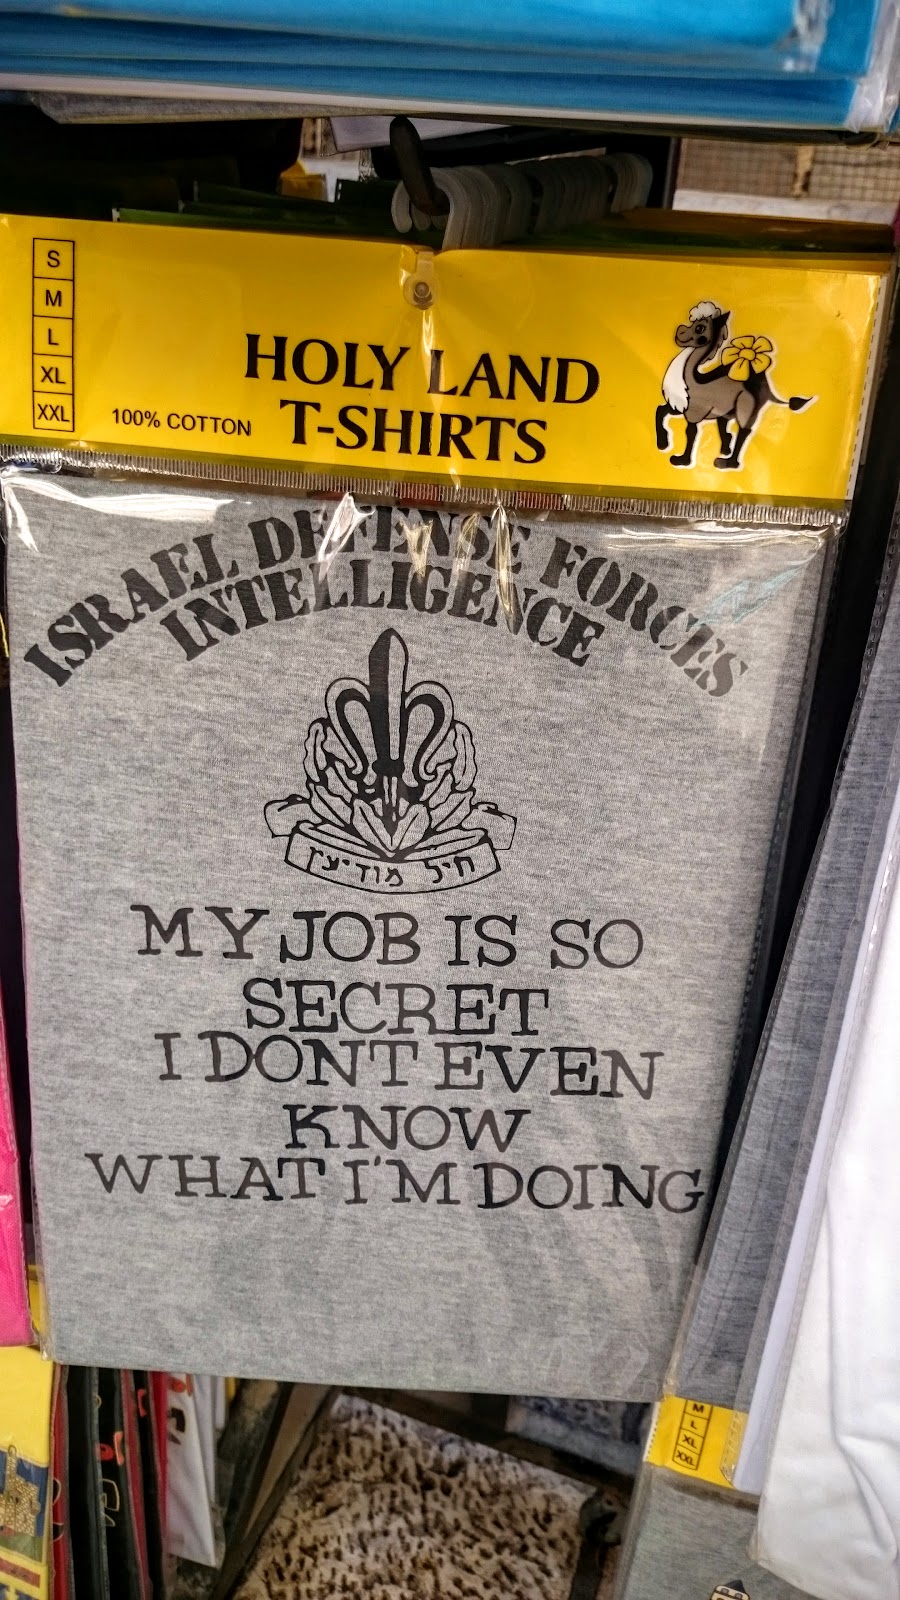 S
M
L
XL
XXL
100% COTTON
HOLY LAND
T-SHIRTS
ISRAEL DEFENSE FORCES
INTELLIGENCE
חיל מודיעין
MY JOB IS SO
SECRET
I DONT EVEN
KNOW
WHAT I'M DOING
M
L
XL
XXL